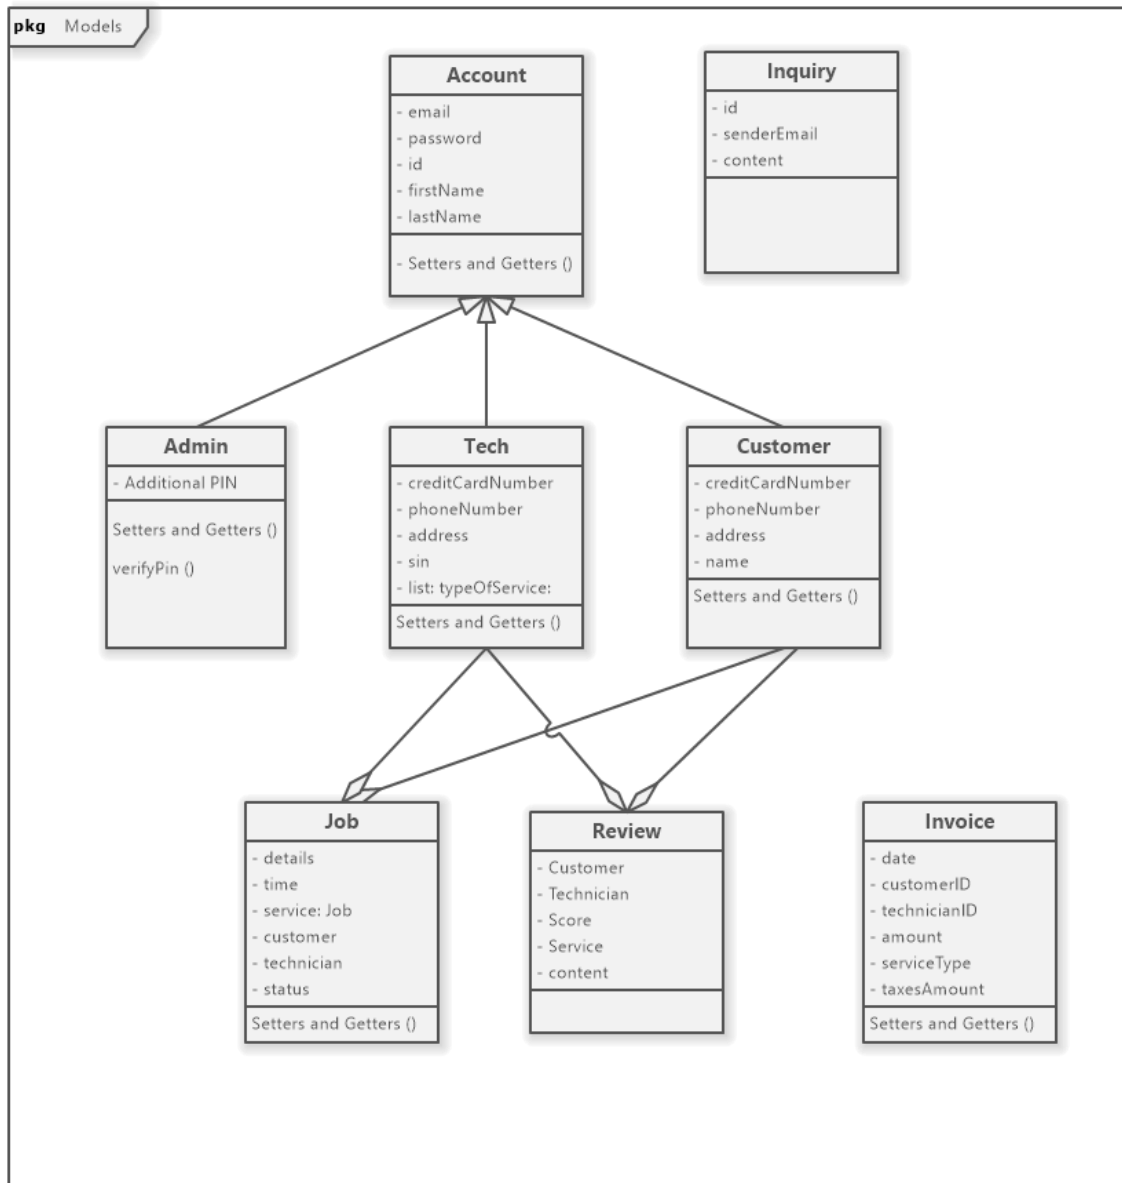 pkg Models
Account
- email
- password
- id
- firstName
- lastName
- Setters and Getters ()
Inquiry
- id
- senderEmail
- content
Admin
- Additional PIN
Setters and Getters ()
verifyPin ()
Tech
- creditCardNumber
- phoneNumber
- address
- sin
- list: typeOfService:
Setters and Getters ()
Customer
- creditCardNumber
- phoneNumber
- address
- name
Setters and Getters ()
Job
- details
- time
- service: Job
- customer
- technician
- status
Setters and Getters ()
Review
- Customer
- Technician
- Score
- Service
- content
Invoice
- date
- customerID
- technicianID
- amount
- serviceType
- taxesAmount
Setters and Getters ()